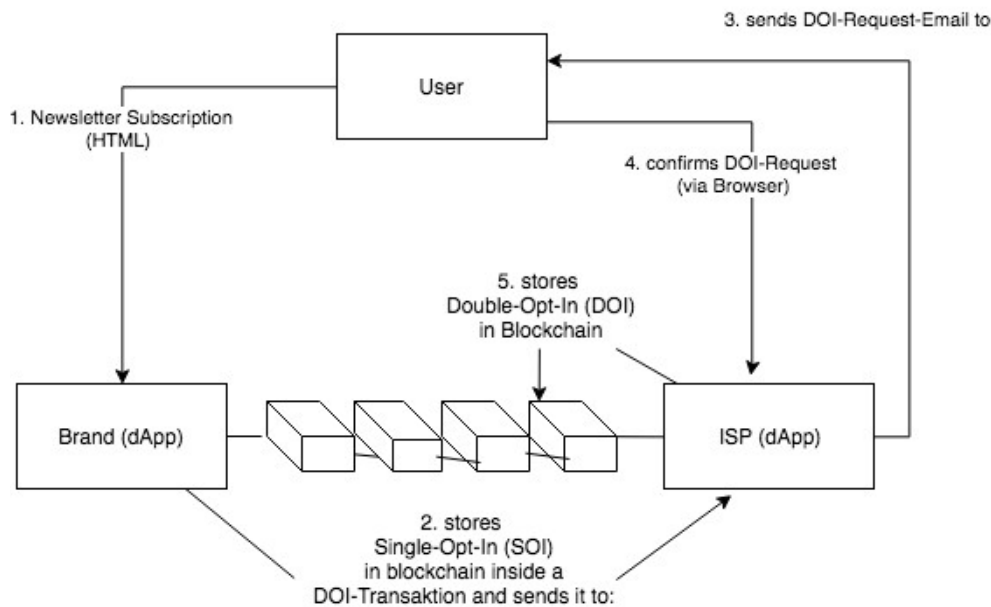 3. sends DOI-Request-Email to
User
1. Newsletter Subscription
(HTML)
4. confirms DOI-Request
(via Browser)
5. stores
Double-Opt-In (DOI)
in Blockchain
Brand (dApp)
ISP (dApp)
2. stores
Single-Opt-In (SOI)
in blockchain inside a
DOI-Transaktion and sends it to: